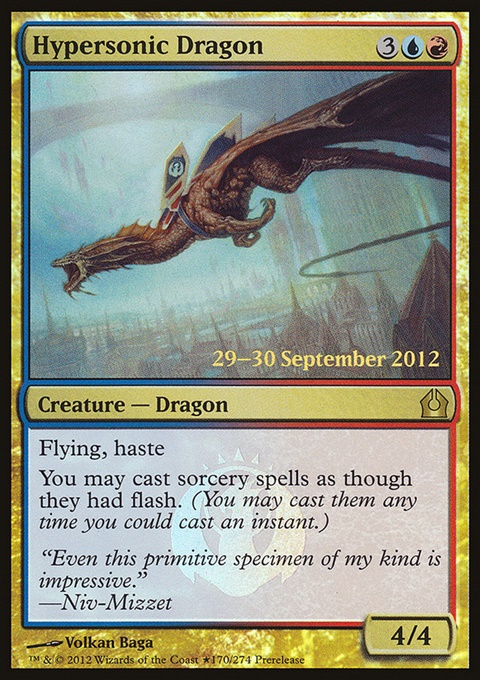 Hypersonic Dragon 3
29–30 September 2012
Creature — Dragon
Flying, haste
You may cast sorcery spells as though
they had flash. (You may cast them any
time you could cast an instant.)
“Even this primitive specimen of my kind is
impressive.”
—Niv-Mizzet
4/4
Volkan Baga
™ & © 2012 Wizards of the Coast ★170/274 Prerelease